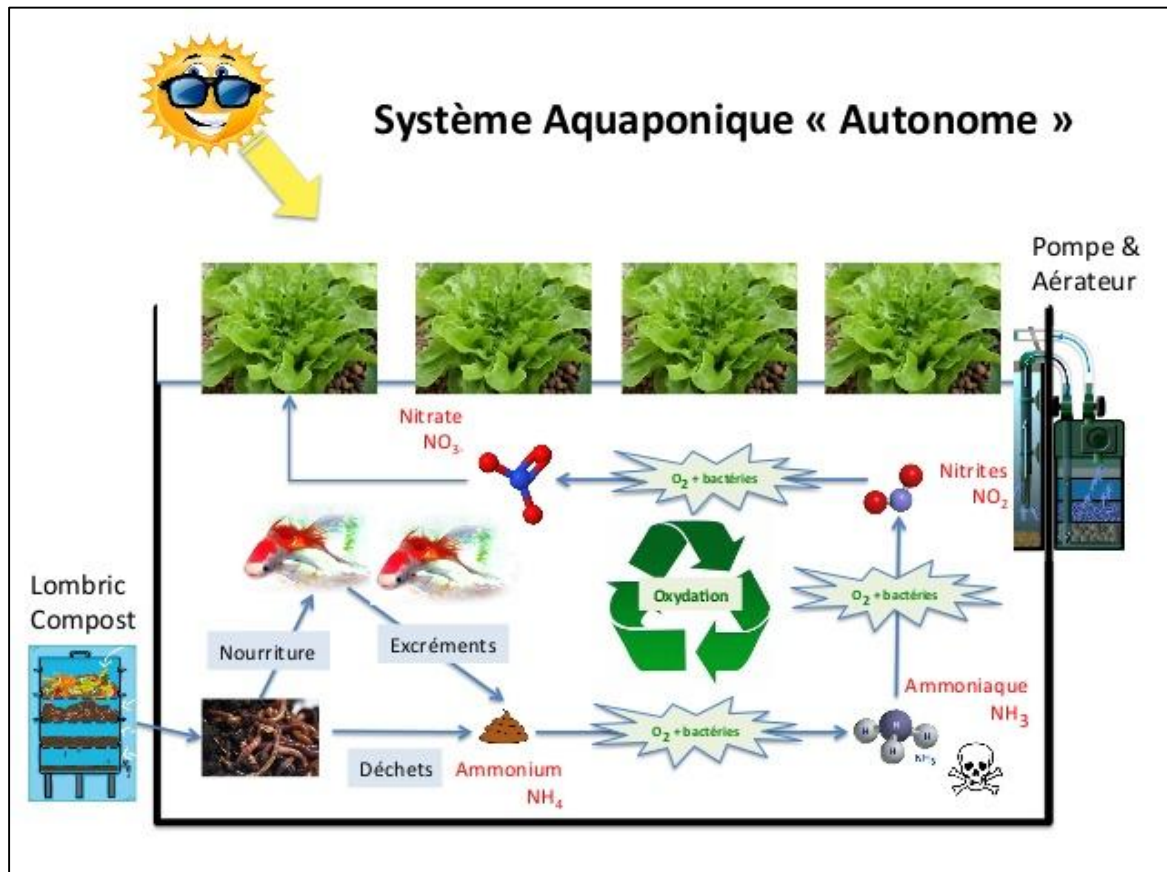 Système Aquaponique « Autonome »
Pompe &
Aérateur
Nitrate
NO₃-
O₂ + bactéries
Nitrites
NO₂
Oxydation
O₂ + bactéries
Lombric
Compost
Nourriture
Excréments
Ammoniaque
NH₃
O₂ + bactéries
H
H
H
H
NH₃
Déchets
Ammonium
NH₄